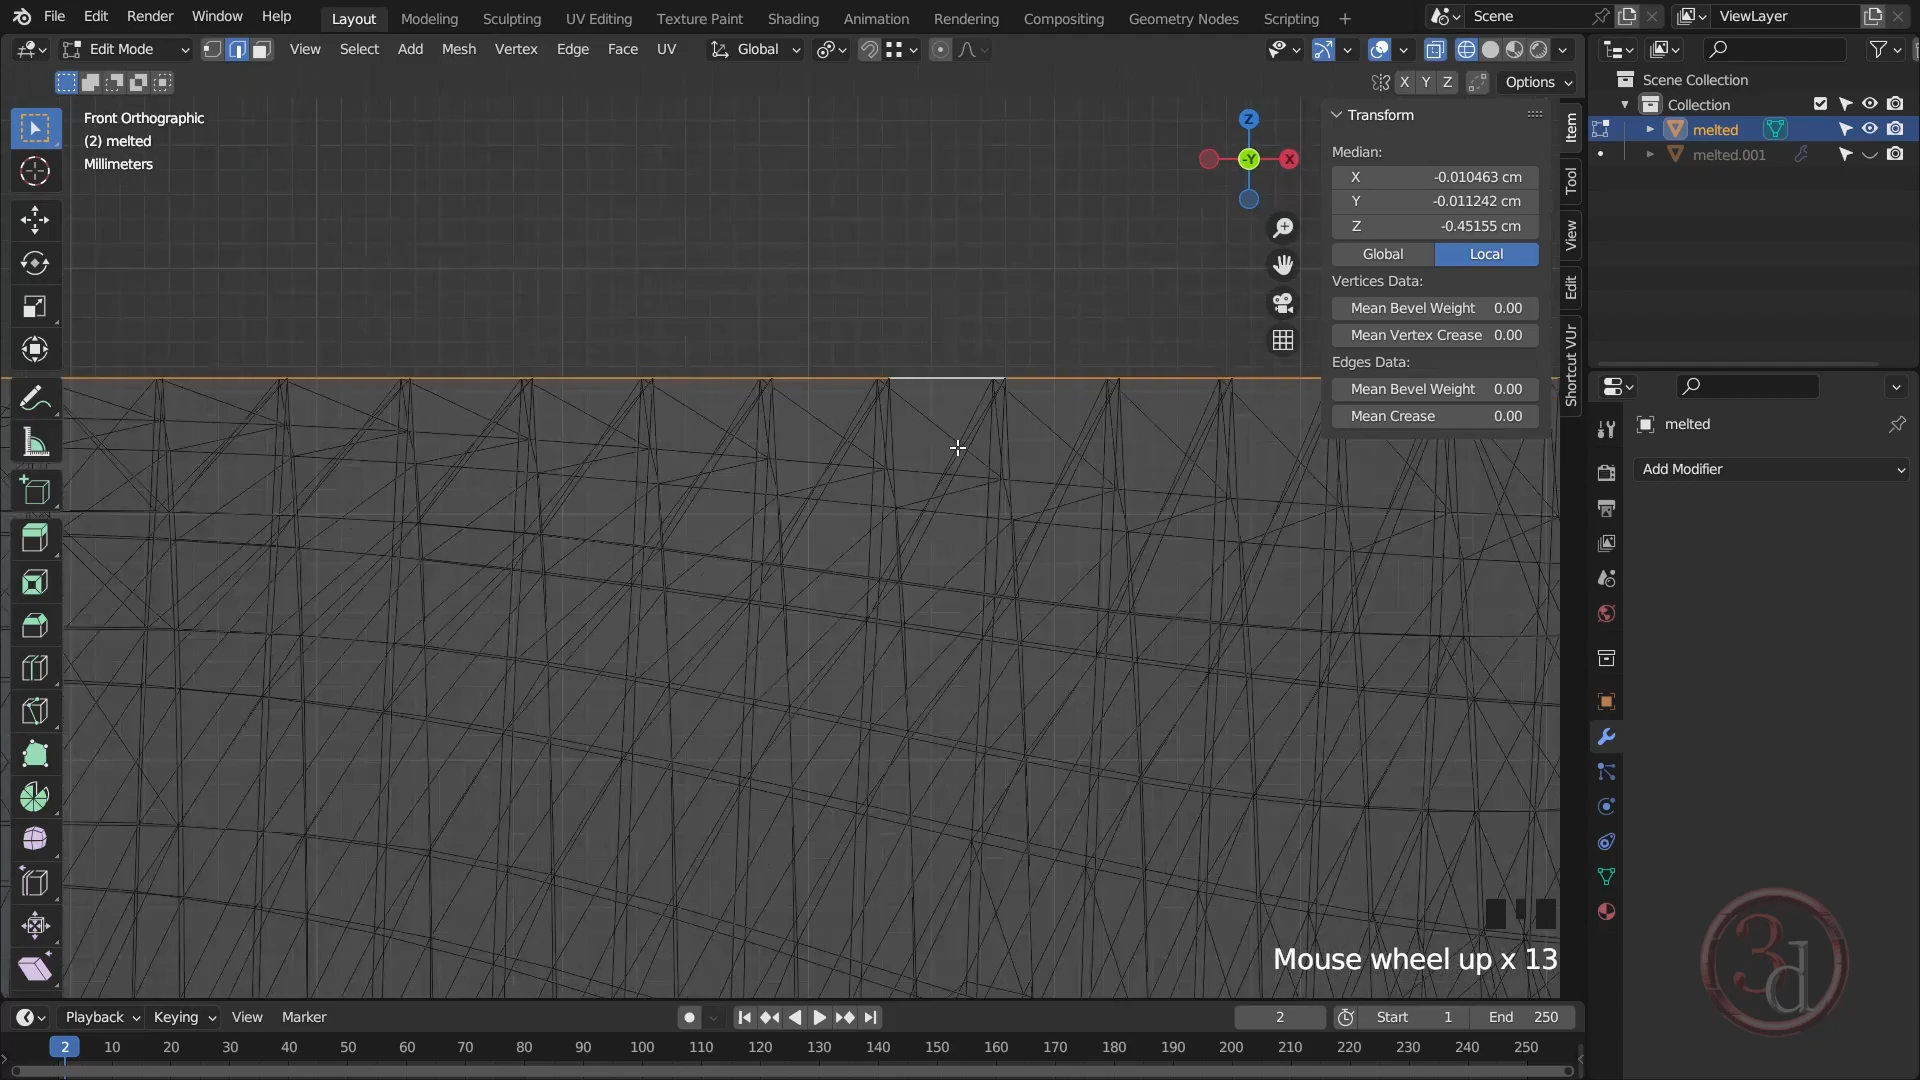 File Edit Render Window Help Layout Modeling Sculpting UV Editing Texture Paint Shading Animation Rendering Compositing Geometry Nodes Scripting Scene ViewLayer
Edit Mode View Select Add Mesh Vertex Edge Face UV Global
X Y Z Options
Front Orthographic
(2) melted
Millimeters
Z
-Y
X
Transform
Median:
X -0.010463 cm
Y -0.011242 cm
Z -0.45155 cm
Global Local
Vertices Data:
Mean Bevel Weight 0.00
Mean Vertex Crease 0.00
Edges Data:
Mean Bevel Weight 0.00
Mean Crease 0.00
Item
Tool
View
Edit
Shortcut VUr
Scene Collection
Collection
melted
melted.001
melted
Add Modifier
3d
Mouse wheel up x 13
Playback Keying View Marker 2 Start 1 End 250
2 10 20 30 40 50 60 70 80 90 100 110 120 130 140 150 160 170 180 190 200 210 220 230 240 250